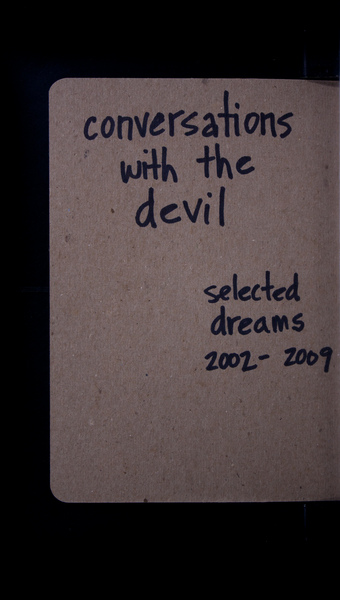 conversations
with the
devil
selected
dreams
2002- 2009